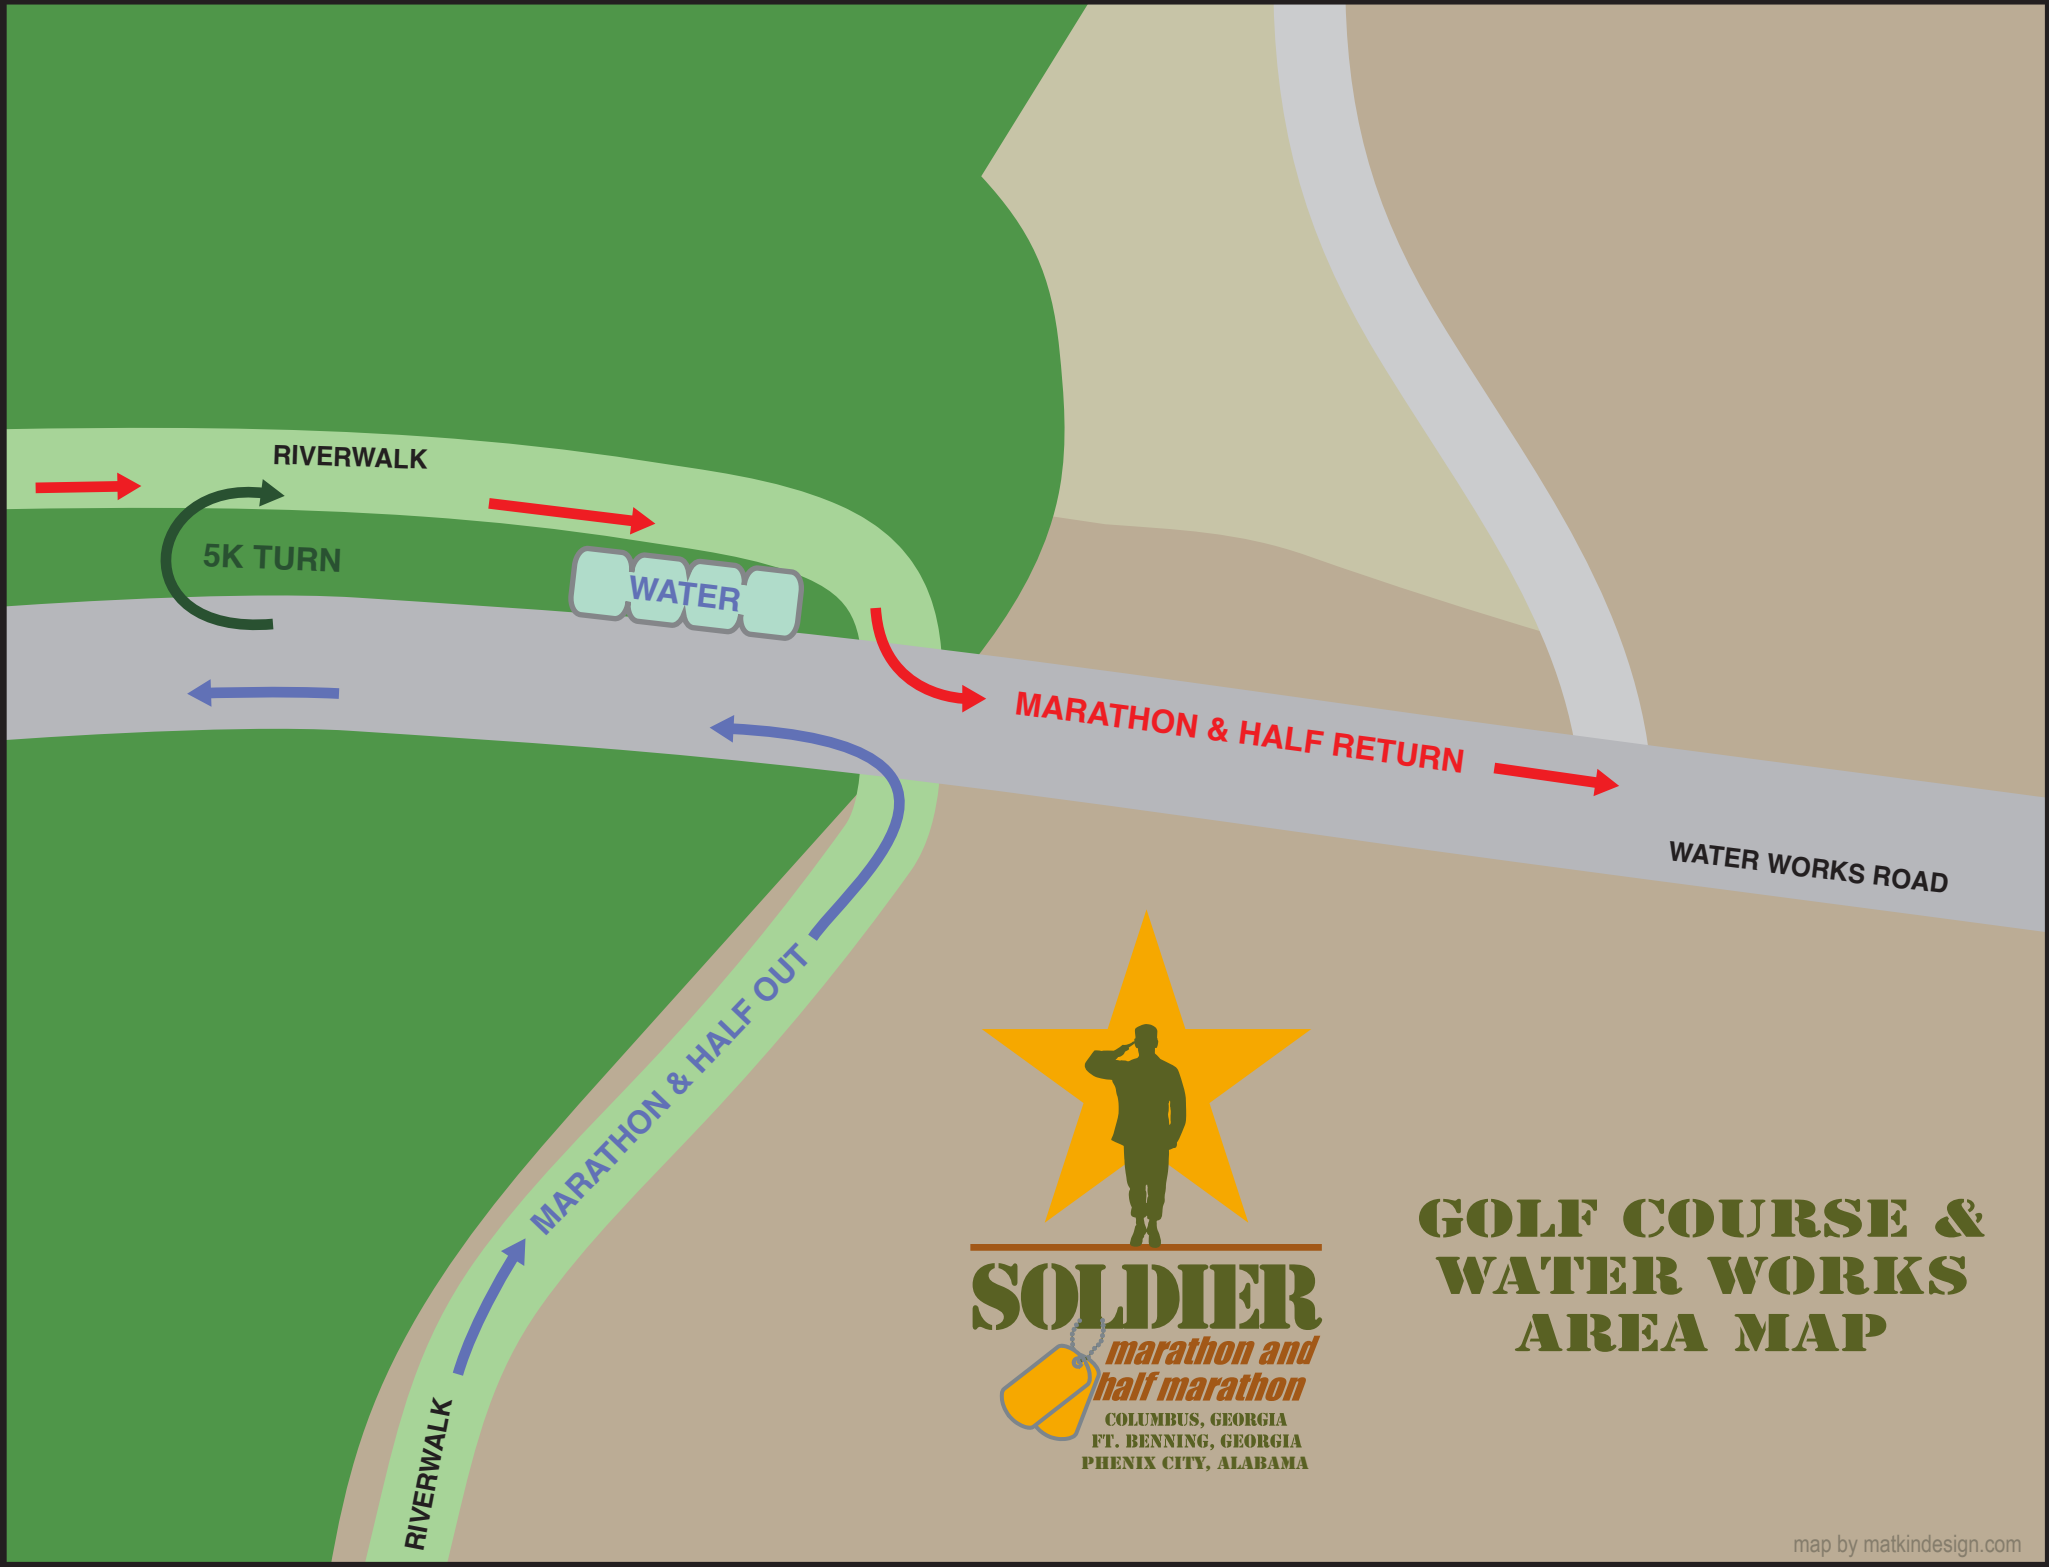 RIVERWALK
5K TURN
WATER
MARATHON & HALF RETURN
WATER WORKS ROAD
MARATHON & HALF OUT
RIVERWALK
SOLDIER
marathon and
half marathon
COLUMBUS, GEORGIA
FT. BENNING, GEORGIA
PHENIX CITY, ALABAMA
GOLF COURSE &
WATER WORKS
AREA MAP
map by matkindesign.com